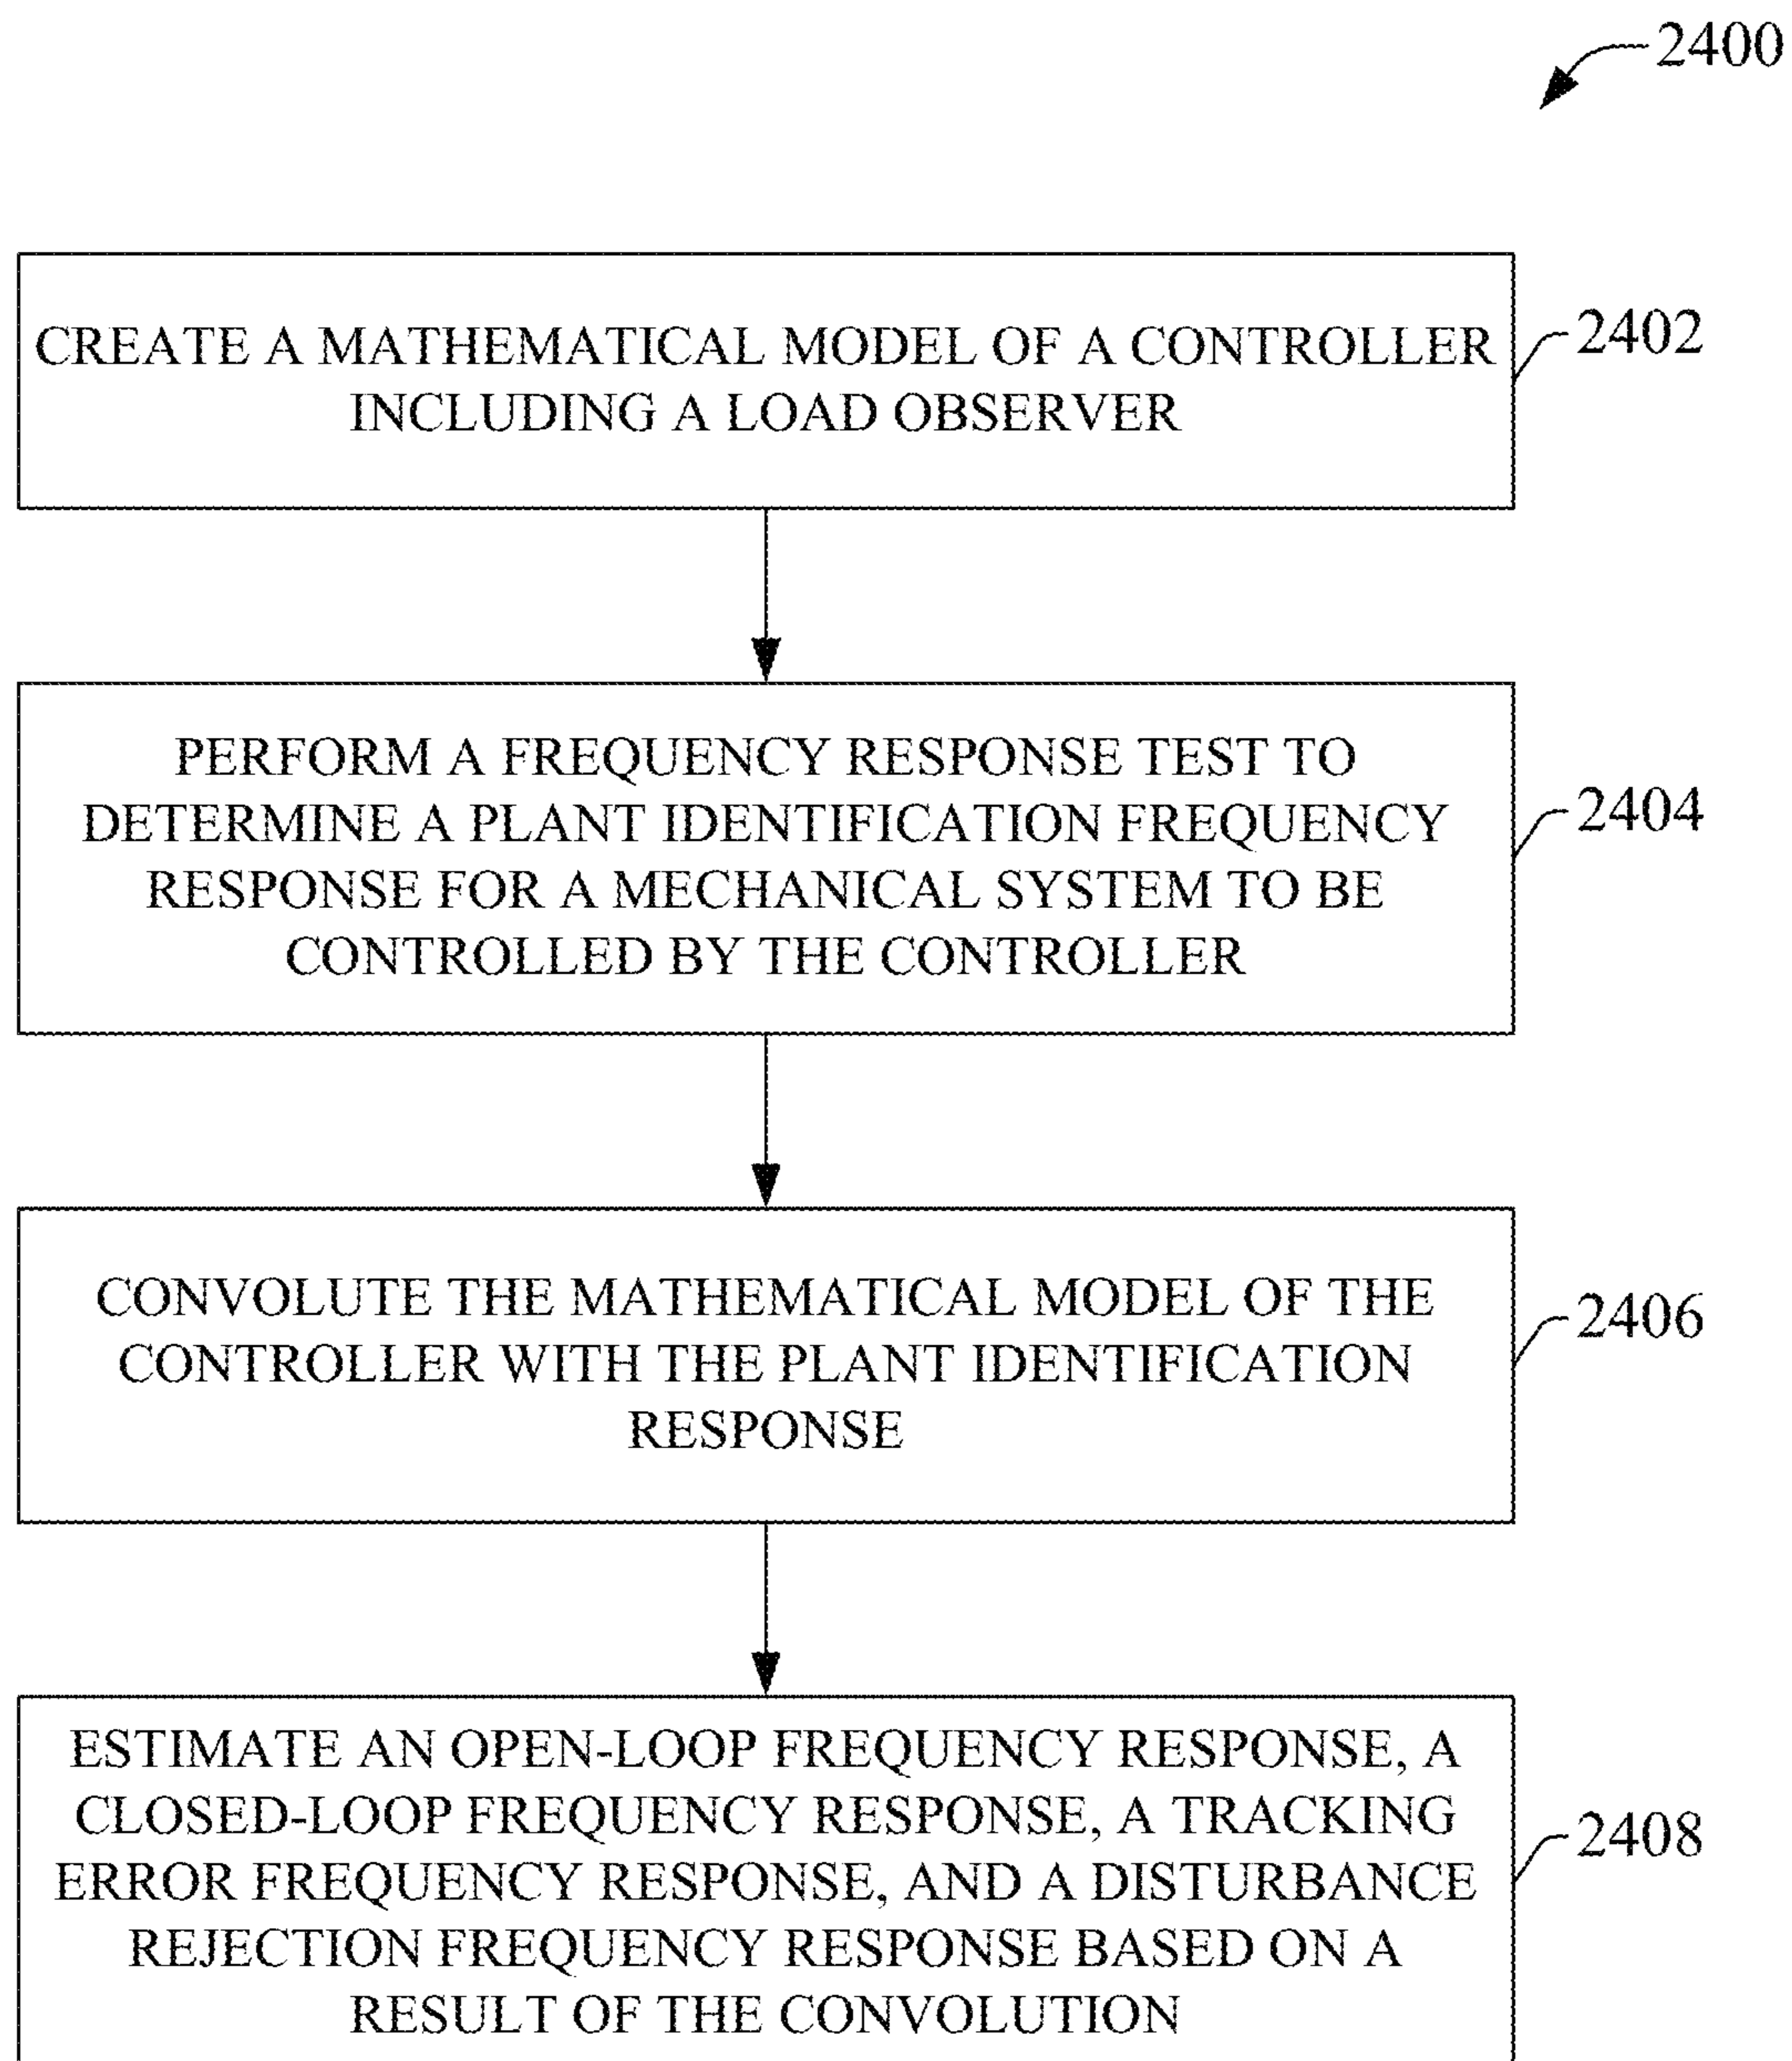 2400
CREATE A MATHEMATICAL MODEL OF A CONTROLLER
INCLUDING A LOAD OBSERVER
2402
PERFORM A FREQUENCY RESPONSE TEST TO
DETERMINE A PLANT IDENTIFICATION FREQUENCY
RESPONSE FOR A MECHANICAL SYSTEM TO BE
CONTROLLED BY THE CONTROLLER
2404
CONVOLUTE THE MATHEMATICAL MODEL OF THE
CONTROLLER WITH THE PLANT IDENTIFICATION
RESPONSE
2406
ESTIMATE AN OPEN-LOOP FREQUENCY RESPONSE, A
CLOSED-LOOP FREQUENCY RESPONSE, A TRACKING
ERROR FREQUENCY RESPONSE, AND A DISTURBANCE
REJECTION FREQUENCY RESPONSE BASED ON A
RESULT OF THE CONVOLUTION
2408